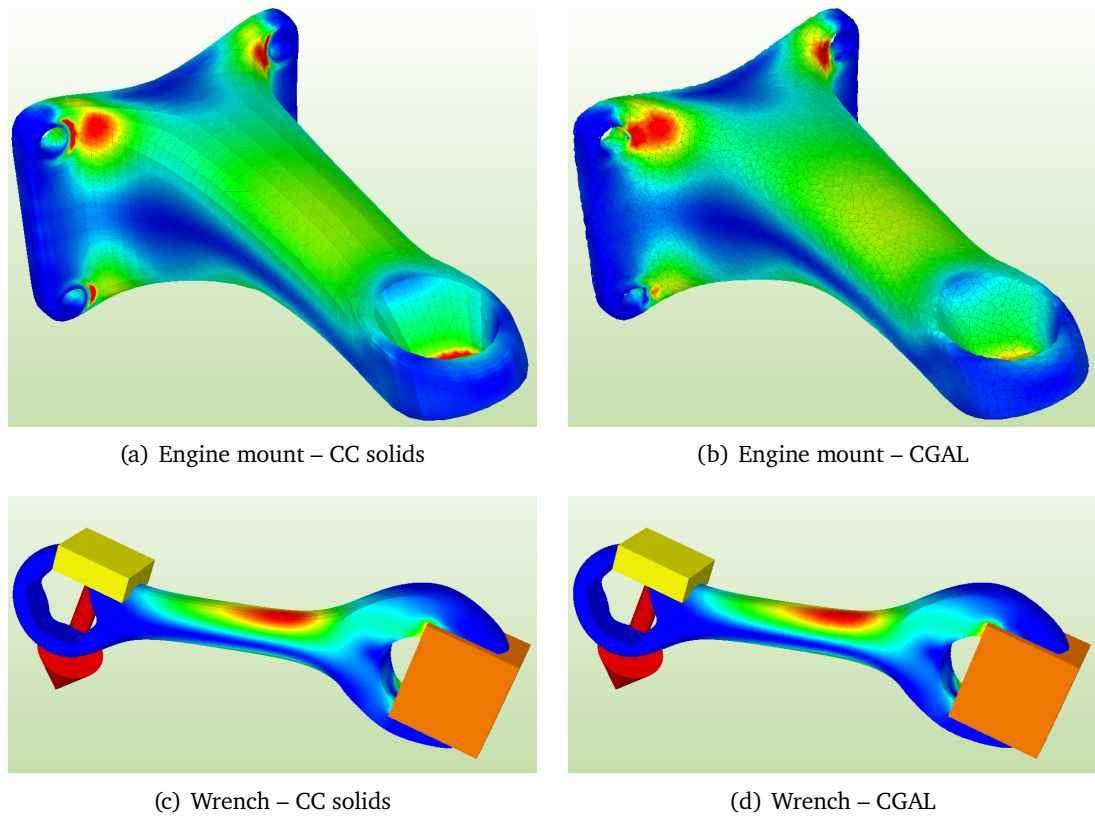 (a) Engine mount – CC solids
(b) Engine mount – CGAL
(c) Wrench – CC solids
(d) Wrench – CGAL